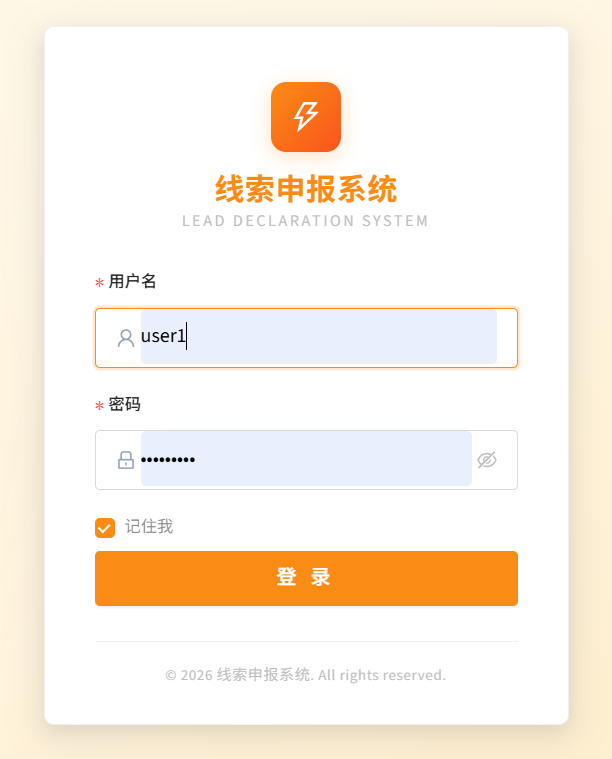 线索申报系统
LEAD DECLARATION SYSTEM
* 用户名
user1
* 密码
•••••••••
记住我
登 录
© 2026 线索申报系统. All rights reserved.